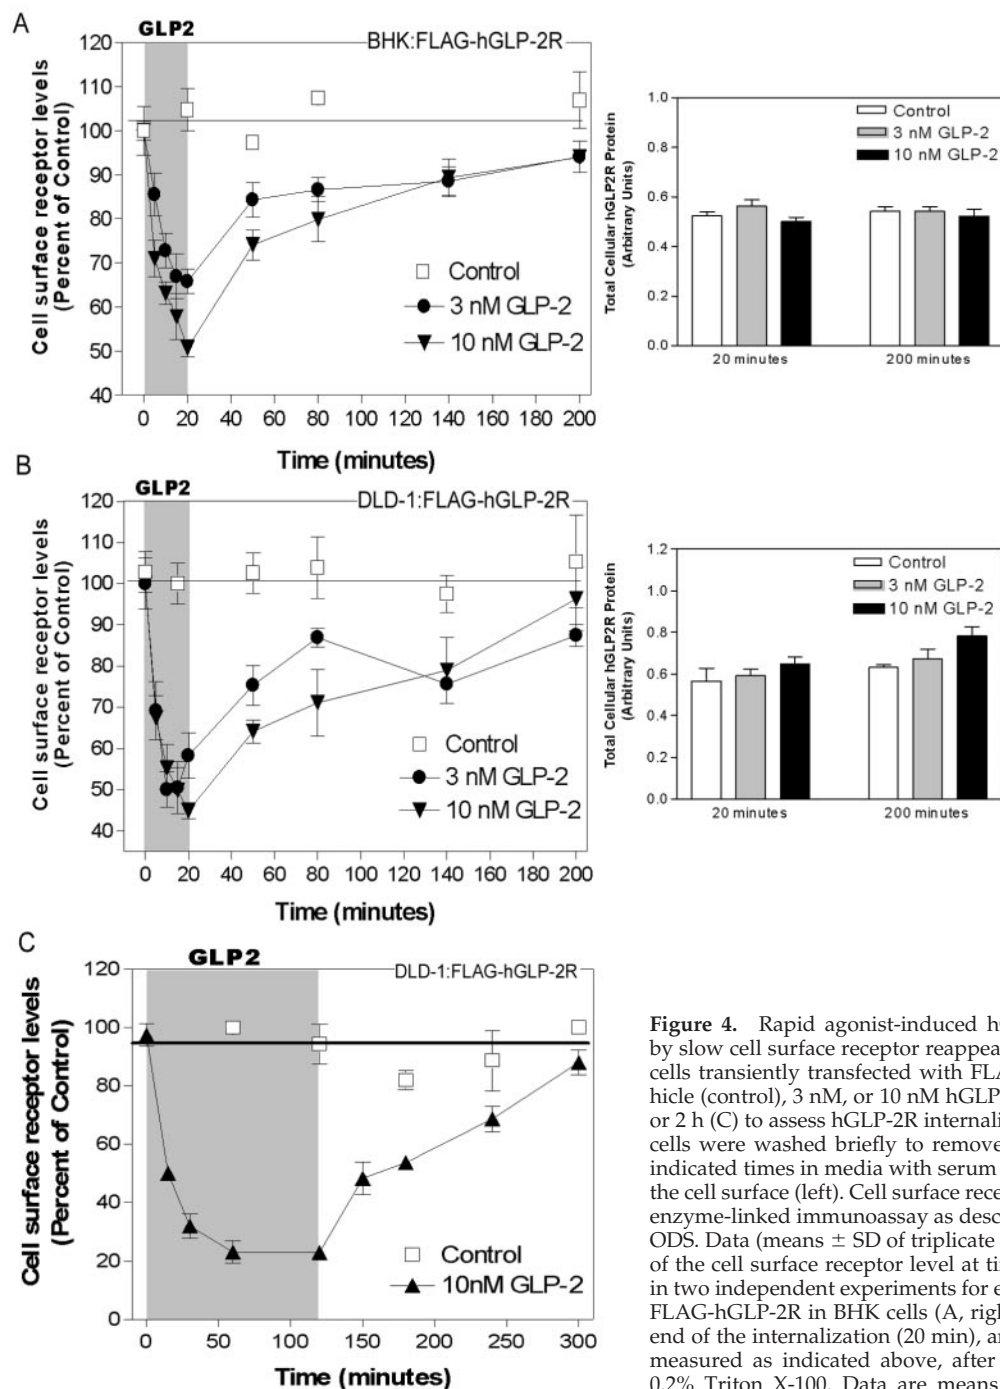 A
GLP2
BHK:FLAG-hGLP-2R
Cell surface receptor levels
(Percent of Control)
120
110
100
90
80
70
60
50
40
Control
3 nM GLP-2
10 nM GLP-2
0 20 40 60 80 100 120 140 160 180 200
Time (minutes)
Total Cellular hGLP2R Protein
(Arbitrary Units)
1.0
0.8
0.6
0.4
0.2
0.0
Control
3 nM GLP-2
10 nM GLP-2
20 minutes 200 minutes
B
GLP2
DLD-1:FLAG-hGLP-2R
Cell surface receptor levels
(Percent of Control)
120
110
100
90
80
70
60
50
40
Control
3 nM GLP-2
10 nM GLP-2
0 20 40 60 80 100 120 140 160 180 200
Time (minutes)
Total Cellular hGLP2R Protein
(Arbitrary Units)
1.2
1.0
0.8
0.6
0.4
0.2
0.0
Control
3 nM GLP-2
10 nM GLP-2
20 minutes 200 minutes
C
GLP2
DLD-1:FLAG-hGLP-2R
Cell surface receptor levels
(Percent of Control)
120
100
80
60
40
20
0
Control
10nM GLP-2
0 50 100 150 200 250 300
Time (minutes)
Figure 4. Rapid agonist-induced
by slow cell surface receptor
cells transiently transfected with
hicle (control), 3 nM, or 10 nM
or 2 h (C) to assess hGLP-2R
cells were washed briefly to remove
indicated times in media with serum
the cell surface (left). Cell surface
enzyme-linked immunoassay as
ODS. Data (means ± SD of triplicate
of the cell surface receptor level at
in two independent experiments for
FLAG-hGLP-2R in BHK cells (A,
end of the internalization (20 min),
measured as indicated above, after
0.2% Triton X-100. Data are means